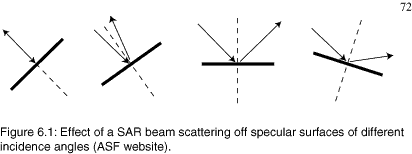 72
Figure 6.1: Effect of a SAR beam scattering off specular surfaces of different
incidence angles (ASF website).